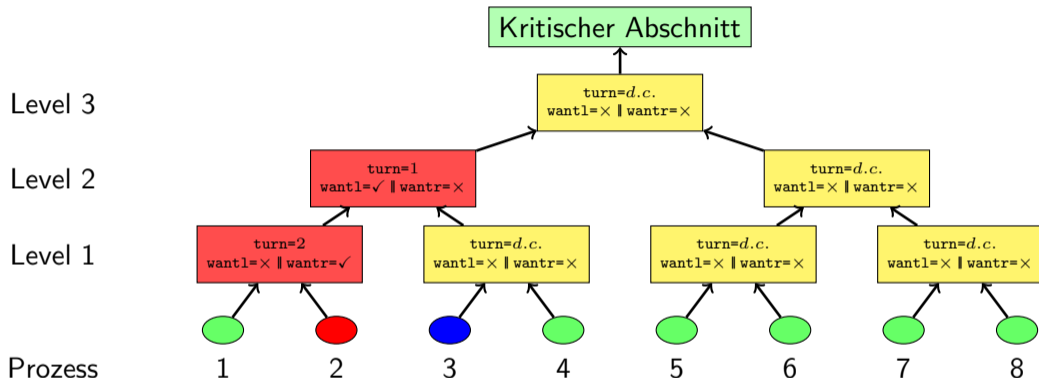 Kritischer Abschnitt
Level 3
turn=d.c.
wantl=× ‖ wantr=×
Level 2
turn=1
wantl=✓ ‖ wantr=×
turn=d.c.
wantl=× ‖ wantr=×
Level 1
turn=2
wantl=× ‖ wantr=✓
turn=d.c.
wantl=× ‖ wantr=×
turn=d.c.
wantl=× ‖ wantr=×
turn=d.c.
wantl=× ‖ wantr=×
Prozess 1 2 3 4 5 6 7 8